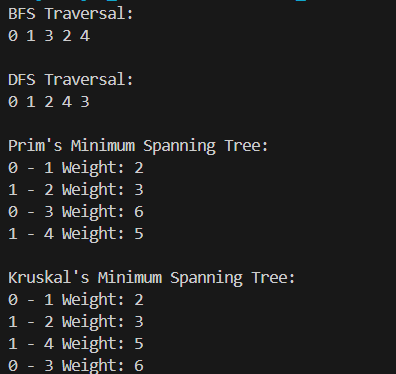 BFS Traversal:
0 1 3 2 4
DFS Traversal:
0 1 2 4 3
Prim's Minimum Spanning Tree:
0 - 1 Weight: 2
1 - 2 Weight: 3
0 - 3 Weight: 6
1 - 4 Weight: 5
Kruskal's Minimum Spanning Tree:
0 - 1 Weight: 2
1 - 2 Weight: 3
1 - 4 Weight: 5
0 - 3 Weight: 6